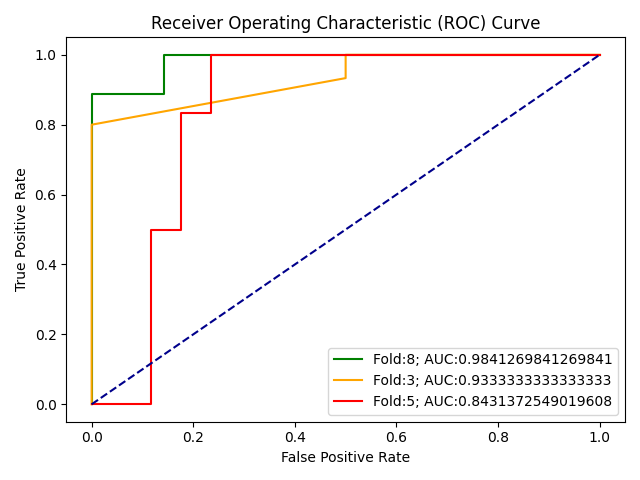 Receiver Operating Characteristic (ROC) Curve
True Positive Rate
1.0
0.8
0.6
0.4
0.2
0.0
Fold:8; AUC:0.9841269841269841
Fold:3; AUC:0.9333333333333333
Fold:5; AUC:0.8431372549019608
0.0 0.2 0.4 0.6 0.8 1.0
False Positive Rate